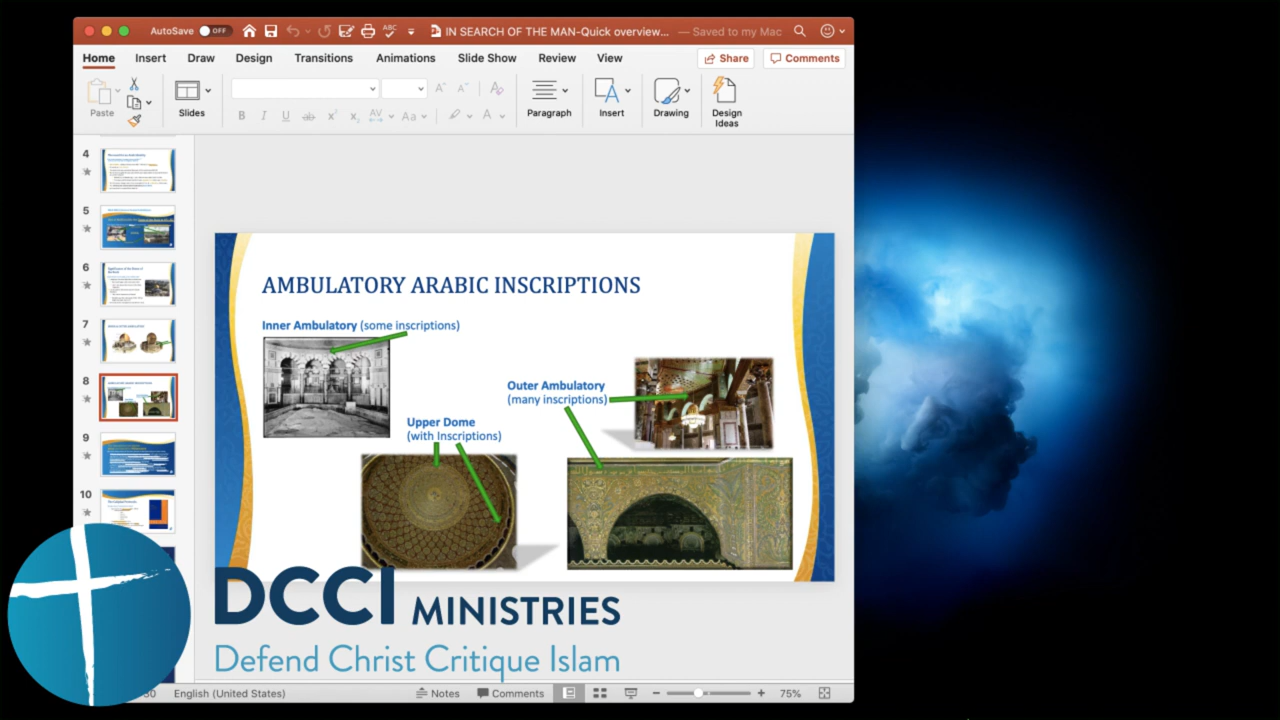 AutoSave OFF IN SEARCH OF THE MAN-Quick overview... — Saved to my Mac
Home Insert Draw Design Transitions Animations Slide Show Review View Share Comments
ABC
Paste Slides Paragraph Insert Drawing Design
Ideas
4
5
6
7
8
9
10
AMBULATORY ARABIC INSCRIPTIONS
Inner Ambulatory (some inscriptions)
Outer Ambulatory
(many inscriptions)
Upper Dome
(with Inscriptions)
DCCI MINISTRIES
Defend Christ Critique Islam
English (United States) Notes Comments 75%